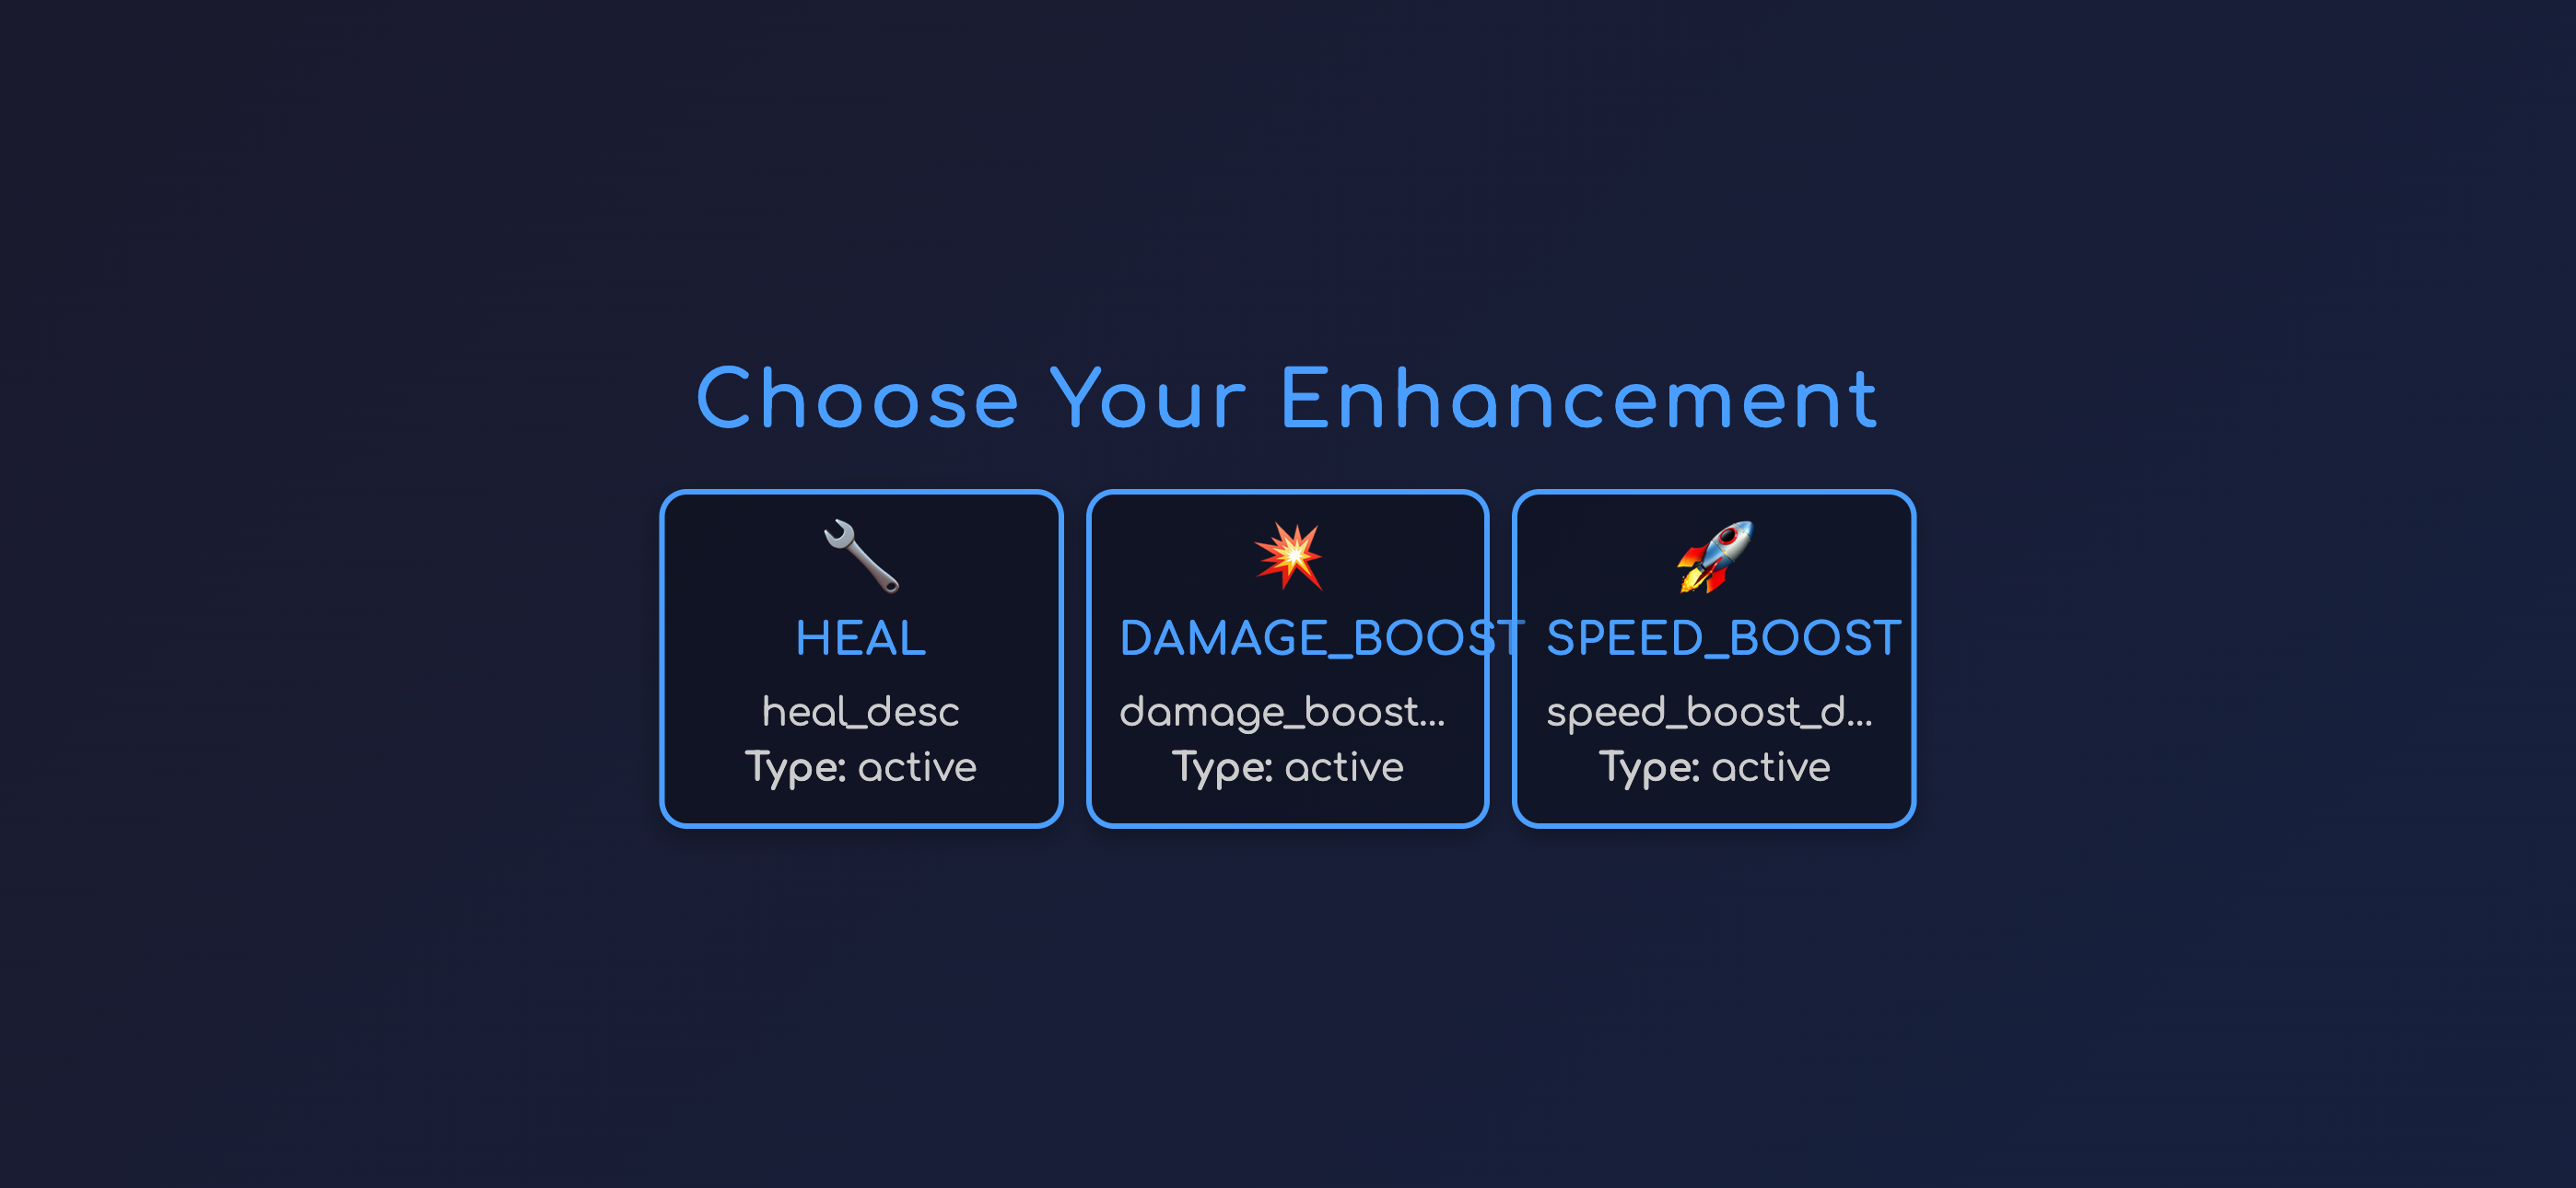 Choose Your Enhancement
HEAL
heal_desc
Type: active
DAMAGE_BOOST
damage_boost...
Type: active
SPEED_BOOST
speed_boost_d...
Type: active